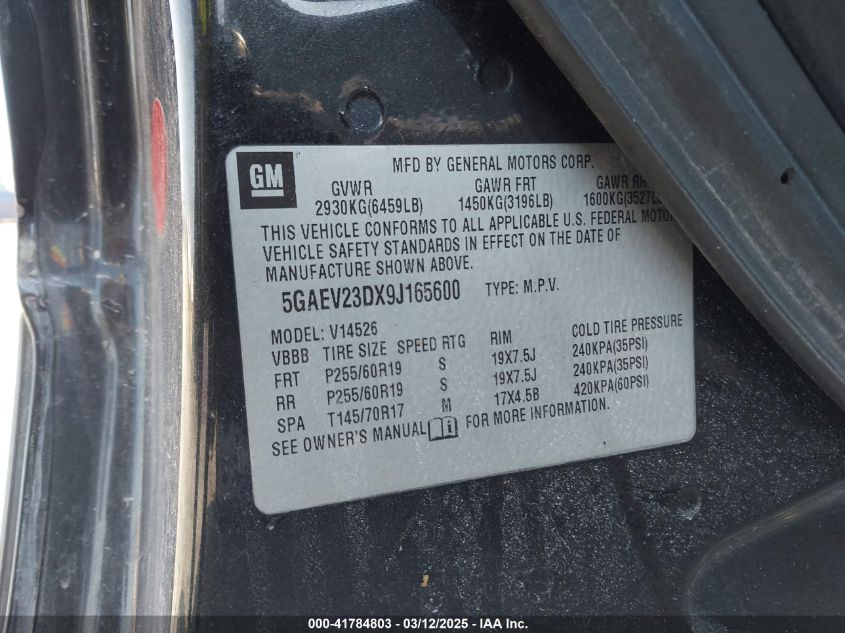 GM
MFD BY GENERAL MOTORS CORP.
GVWR GAWR FRT GAWR
2930KG(6459LB) 1450KG(3196LB) 1600KG(3527L
THIS VEHICLE CONFORMS TO ALL APPLICABLE U.S. FEDERAL MOTOR
VEHICLE SAFETY STANDARDS IN EFFECT ON THE DATE OF
MANUFACTURE SHOWN ABOVE.
5GAEV23DX9J165600 TYPE: M.P.V.
MODEL: V14526
VBBB TIRE SIZE SPEED RTG RIM COLD TIRE PRESSURE
FRT P255/60R19 S 19X7.5J 240KPA(35PSI)
RR P255/60R19 S 19X7.5J 240KPA(35PSI)
SPA T145/70R17 M 17X4.5B 420KPA(60PSI)
SEE OWNER'S MANUAL FOR MORE INFORMATION.
000-41784803 - 03/12/2025 - IAA Inc.